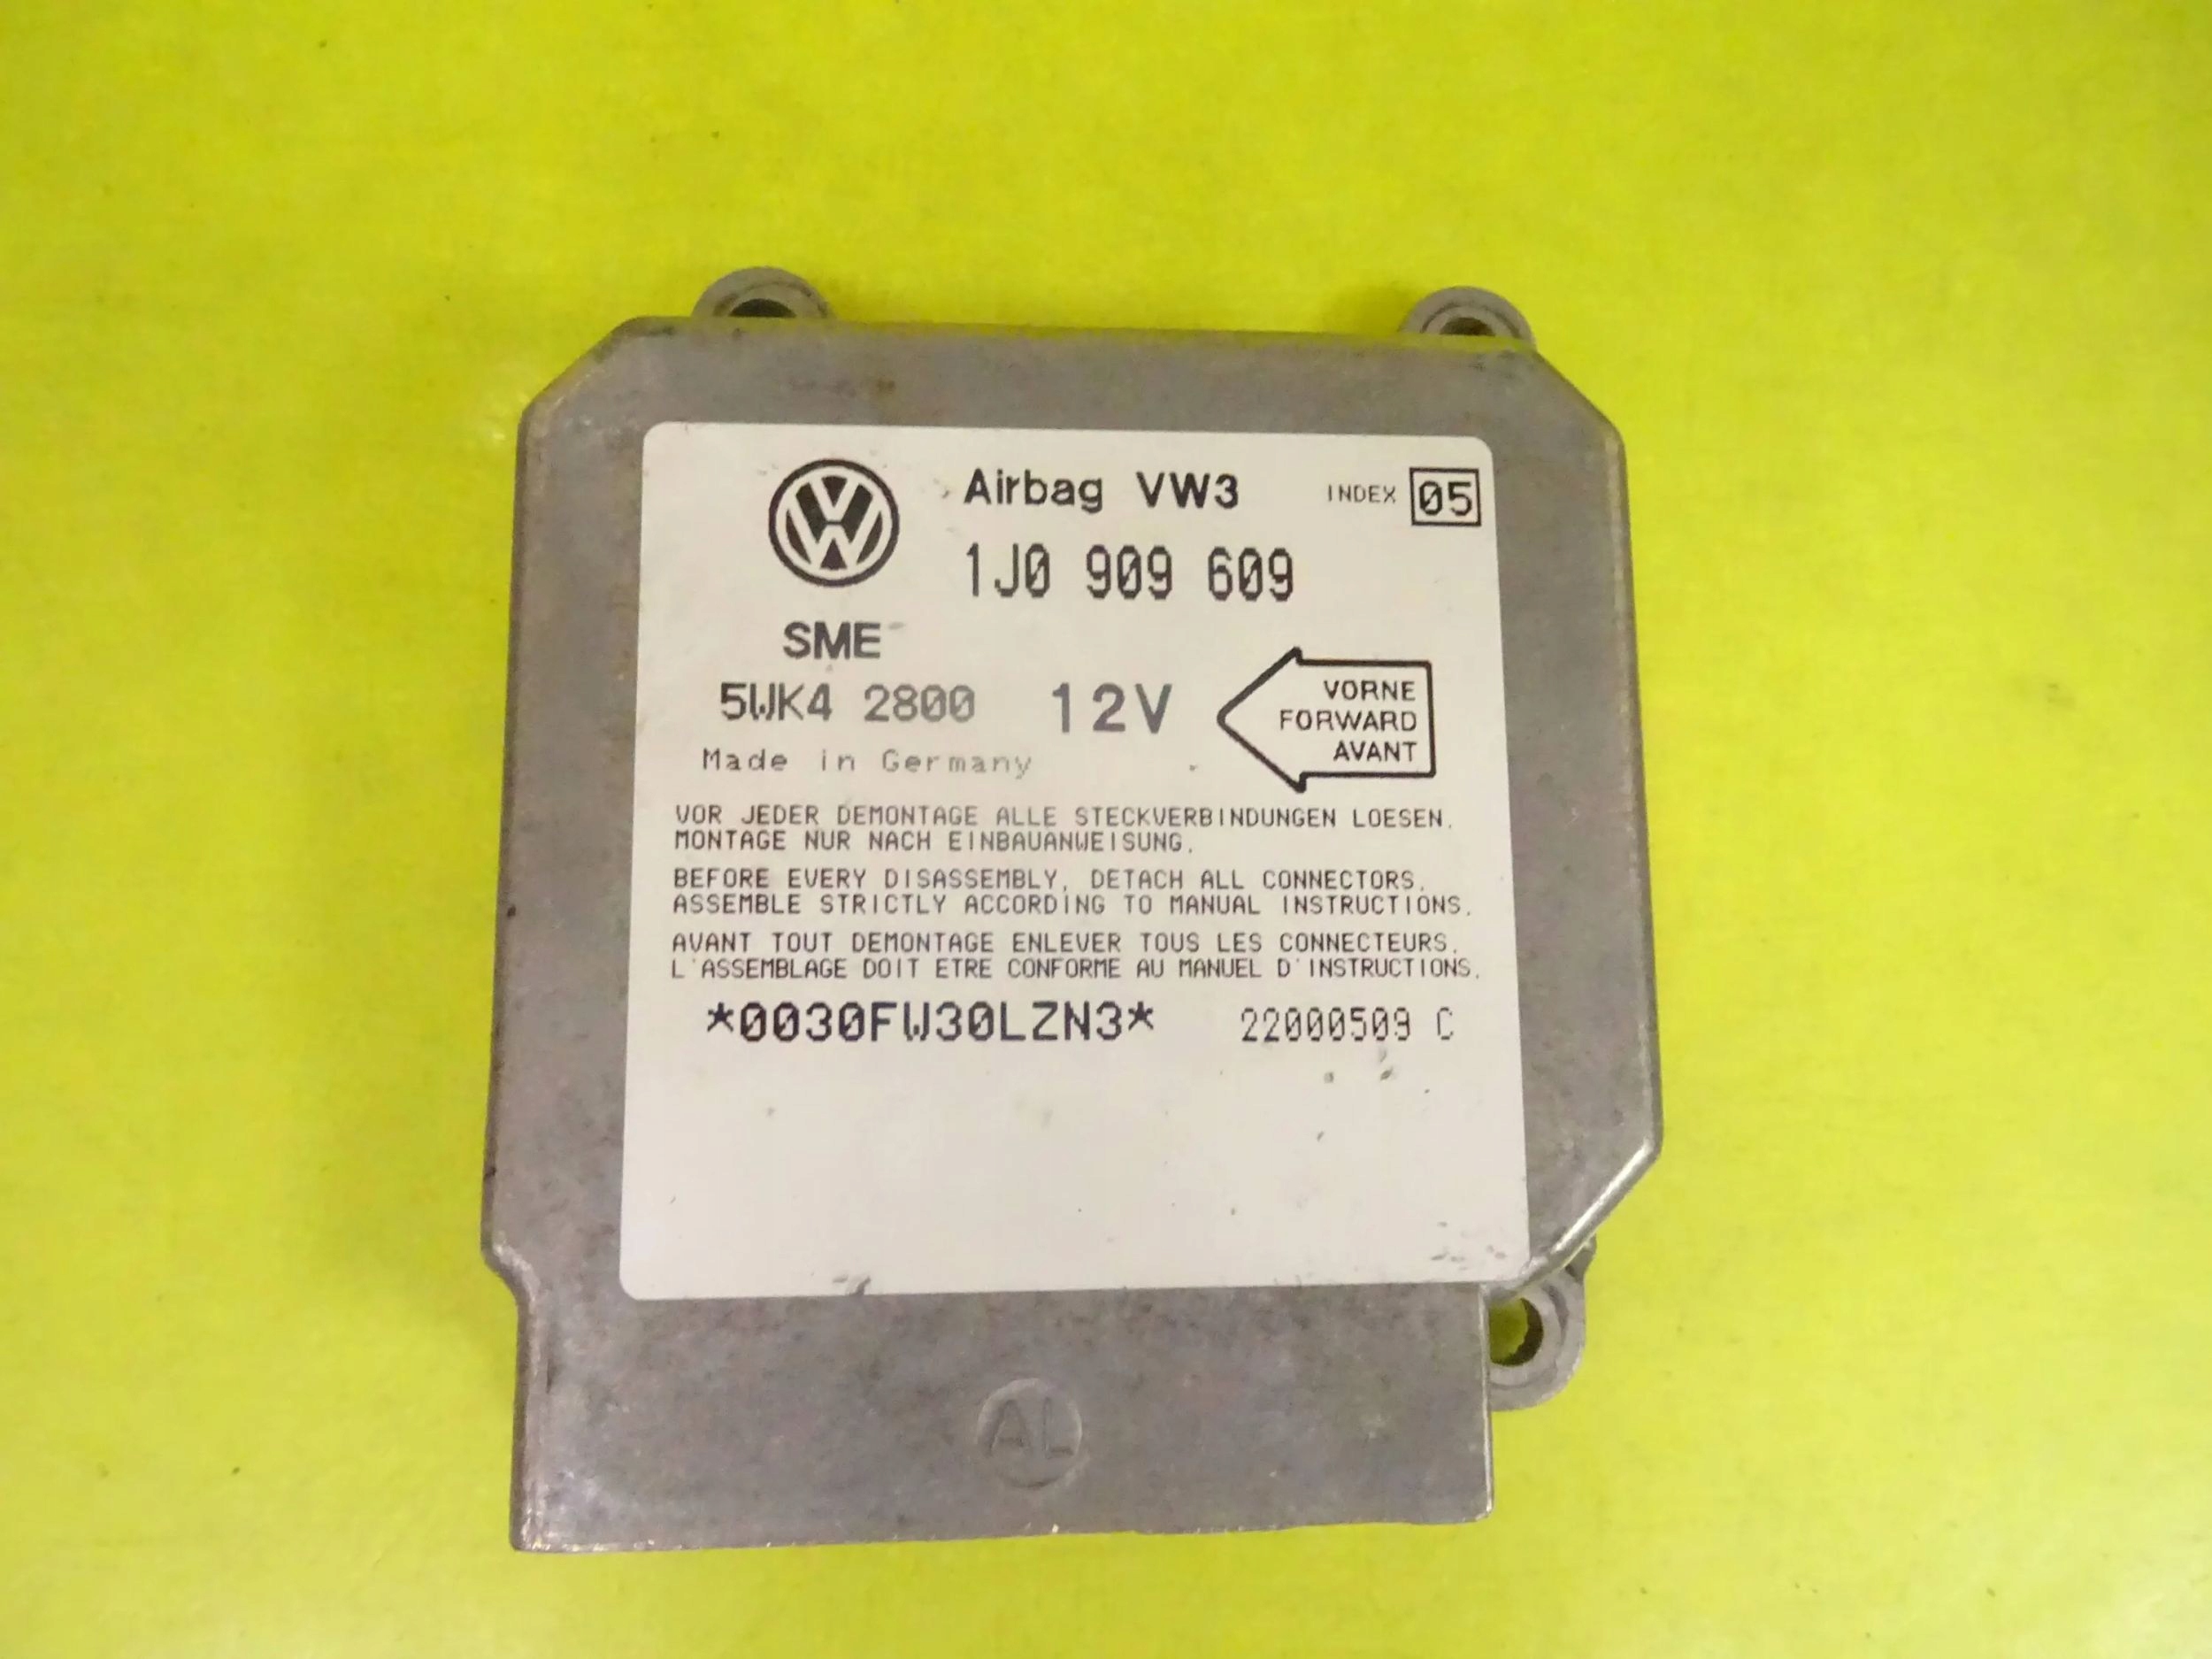 Airbag VW3 INDEX 05
1J0 909 609
SME
5WK4 2800 12V
VORNE
FORWARD
AVANT
Made in Germany
VOR JEDER DEMONTAGE ALLE STECKVERBINDUNGEN LOESEN.
MONTAGE NUR NACH EINBAUANWEISUNG.
BEFORE EVERY DISASSEMBLY, DETACH ALL CONNECTORS.
ASSEMBLE STRICTLY ACCORDING TO MANUAL INSTRUCTIONS.
AVANT TOUT DEMONTAGE ENLEVER TOUS LES CONNECTEURS.
L'ASSEMBLAGE DOIT ETRE CONFORME AU MANUEL D'INSTRUCTIONS.
*0030FW30LZN3* 22000509 C
AL